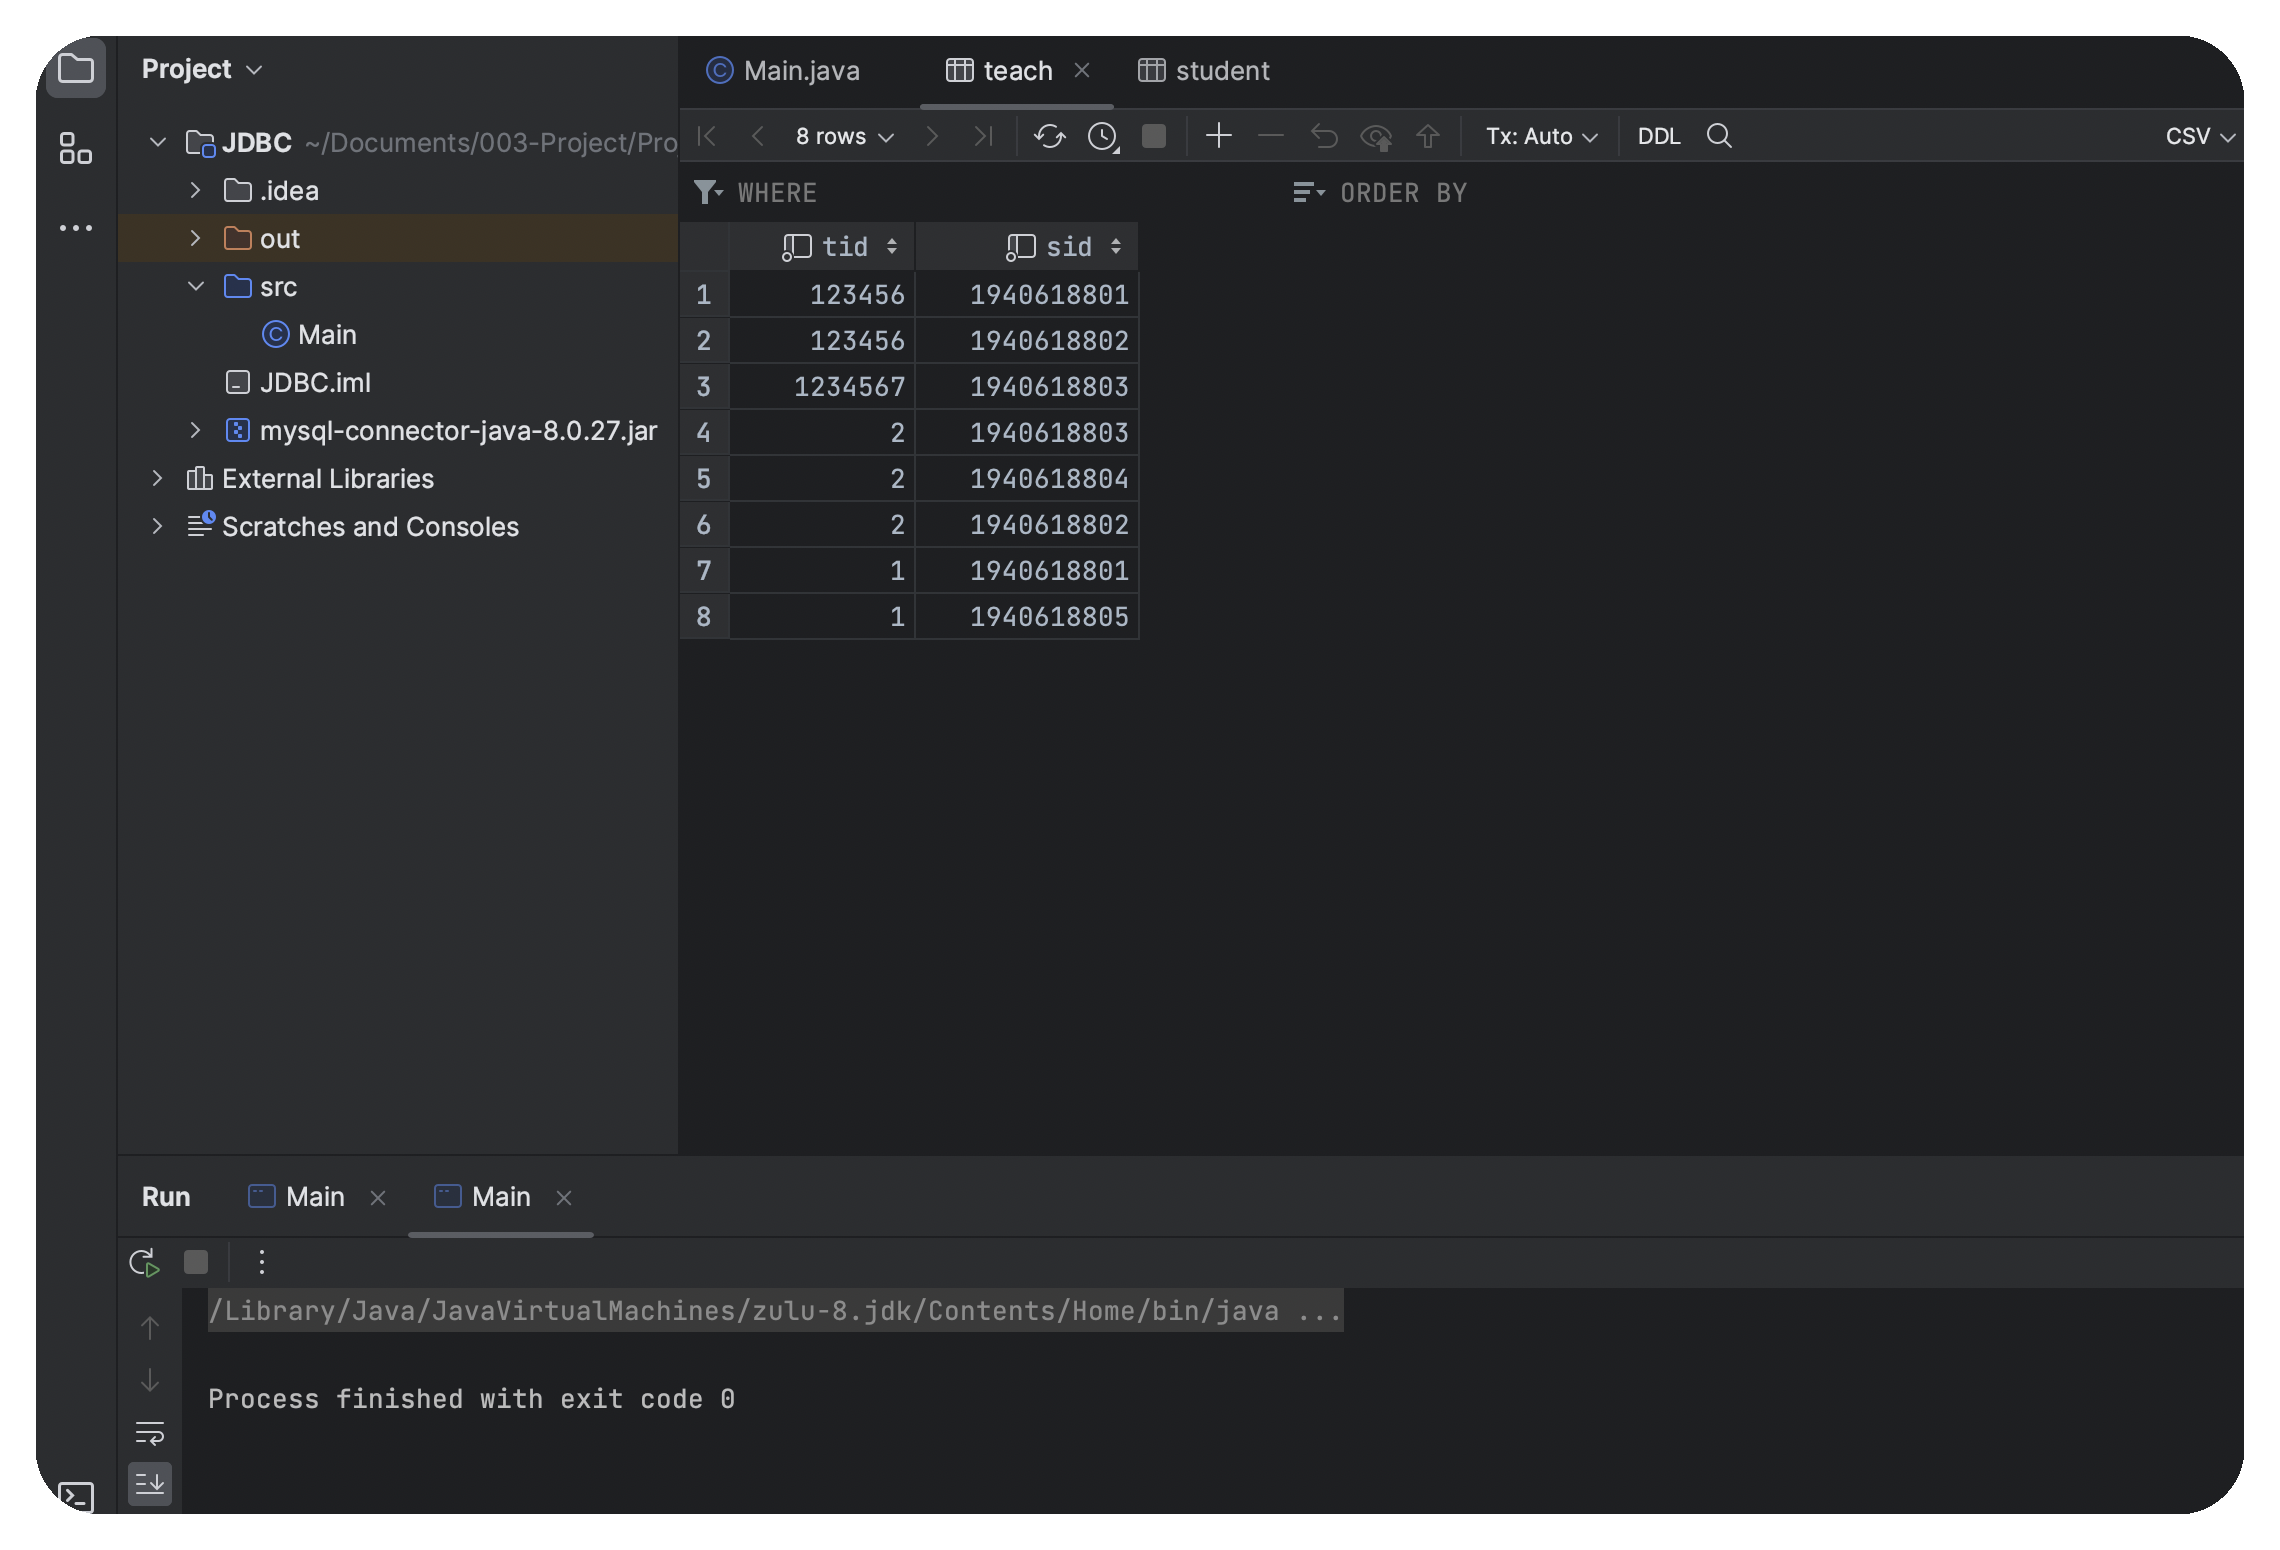 Project
JDBC ~/Documents/003-Project/Pro
.idea
out
src
Main
JDBC.iml
mysql-connector-java-8.0.27.jar
External Libraries
Scratches and Consoles
Main.java teach student
8 rows Tx: Auto DDL CSV
WHERE ORDER BY
tid sid
1 123456 1940618801
2 123456 1940618802
3 1234567 1940618803
4 2 1940618803
5 2 1940618804
6 2 1940618802
7 1 1940618801
8 1 1940618805
Run Main Main
/Library/Java/JavaVirtualMachines/zulu-8.jdk/Contents/Home/bin/java ...
Process finished with exit code 0